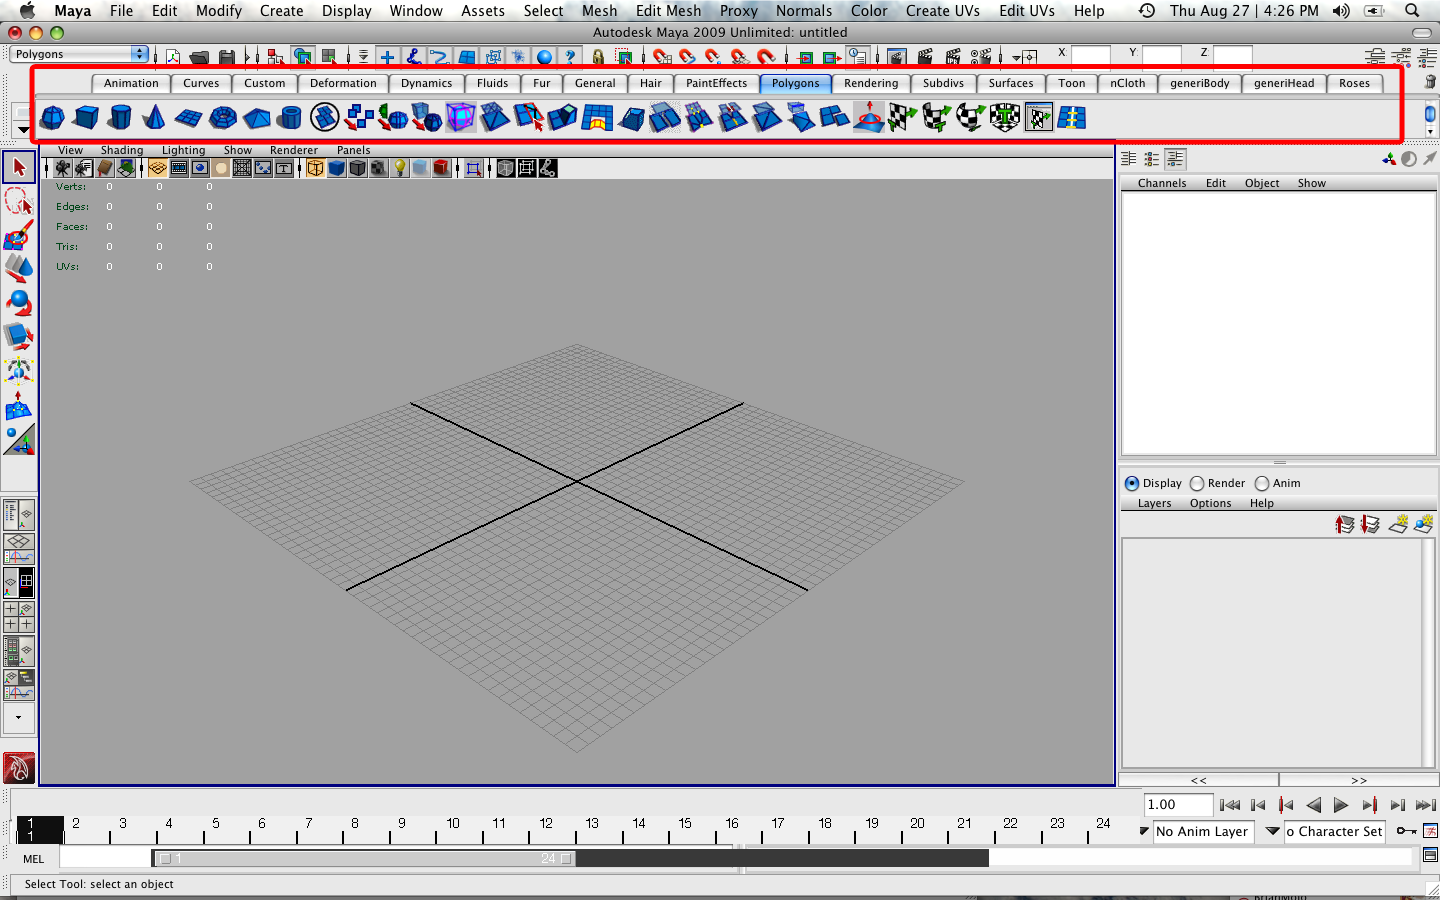 Maya File Edit Modify Create Display Window Assets Select Mesh Edit Mesh Proxy Normals Color Create UVs Edit UVs Help Thu Aug 27 4:26 PM
Autodesk Maya 2009 Unlimited: untitled
Polygons X: Y: Z:
Animation Curves Custom Deformation Dynamics Fluids Fur General Hair PaintEffects Polygons Rendering Subdivs Surfaces Toon nCloth generiBody generiHead Roses
View Shading Lighting Show Renderer Panels
Verts: 0 0 0
Edges: 0 0 0
Faces: 0 0 0
Tris: 0 0 0
UVs: 0 0 0
Channels Edit Object Show
Display Render Anim
Layers Options Help
<< >>
1.00
1 2 3 4 5 6 7 8 9 10 11 12 13 14 15 16 17 18 19 20 21 22 23 24
1
No Anim Layer o Character Set
MEL 1 24
Select Tool: select an object